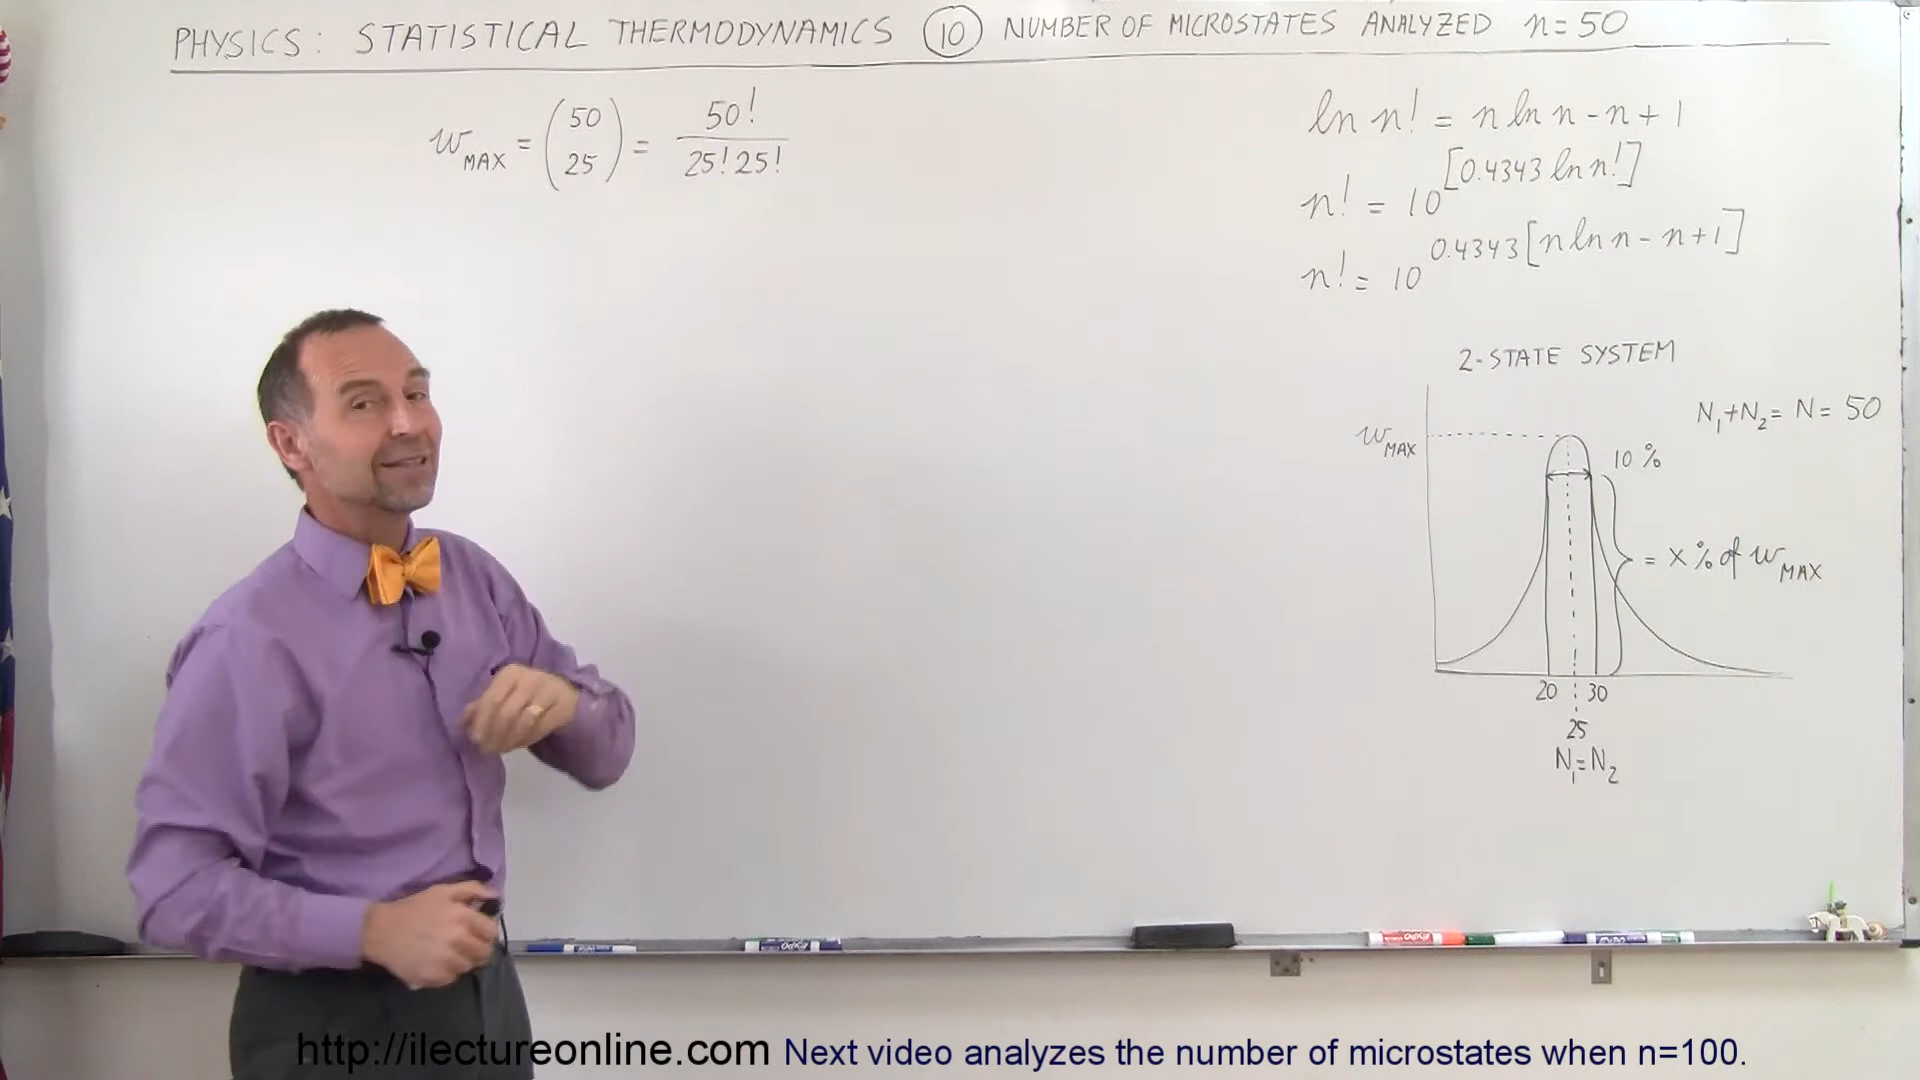 PHYSICS: STATISTICAL THERMODYNAMICS (10) NUMBER OF MICROSTATES ANALYZED n=50
W_MAX = (50 25) = 50! / 25! 25!
ln n! = n ln n - n + 1
n! = 10^[0.4343 ln n!]
n! = 10^0.4343[n ln n - n + 1]
2-STATE SYSTEM
N₁+N₂= N = 50
W_MAX
10 %
= X % of W_MAX
20 30
25
N₁=N₂
EXPO
http://ilectureonline.com Next video analyzes the number of microstates when n=100.